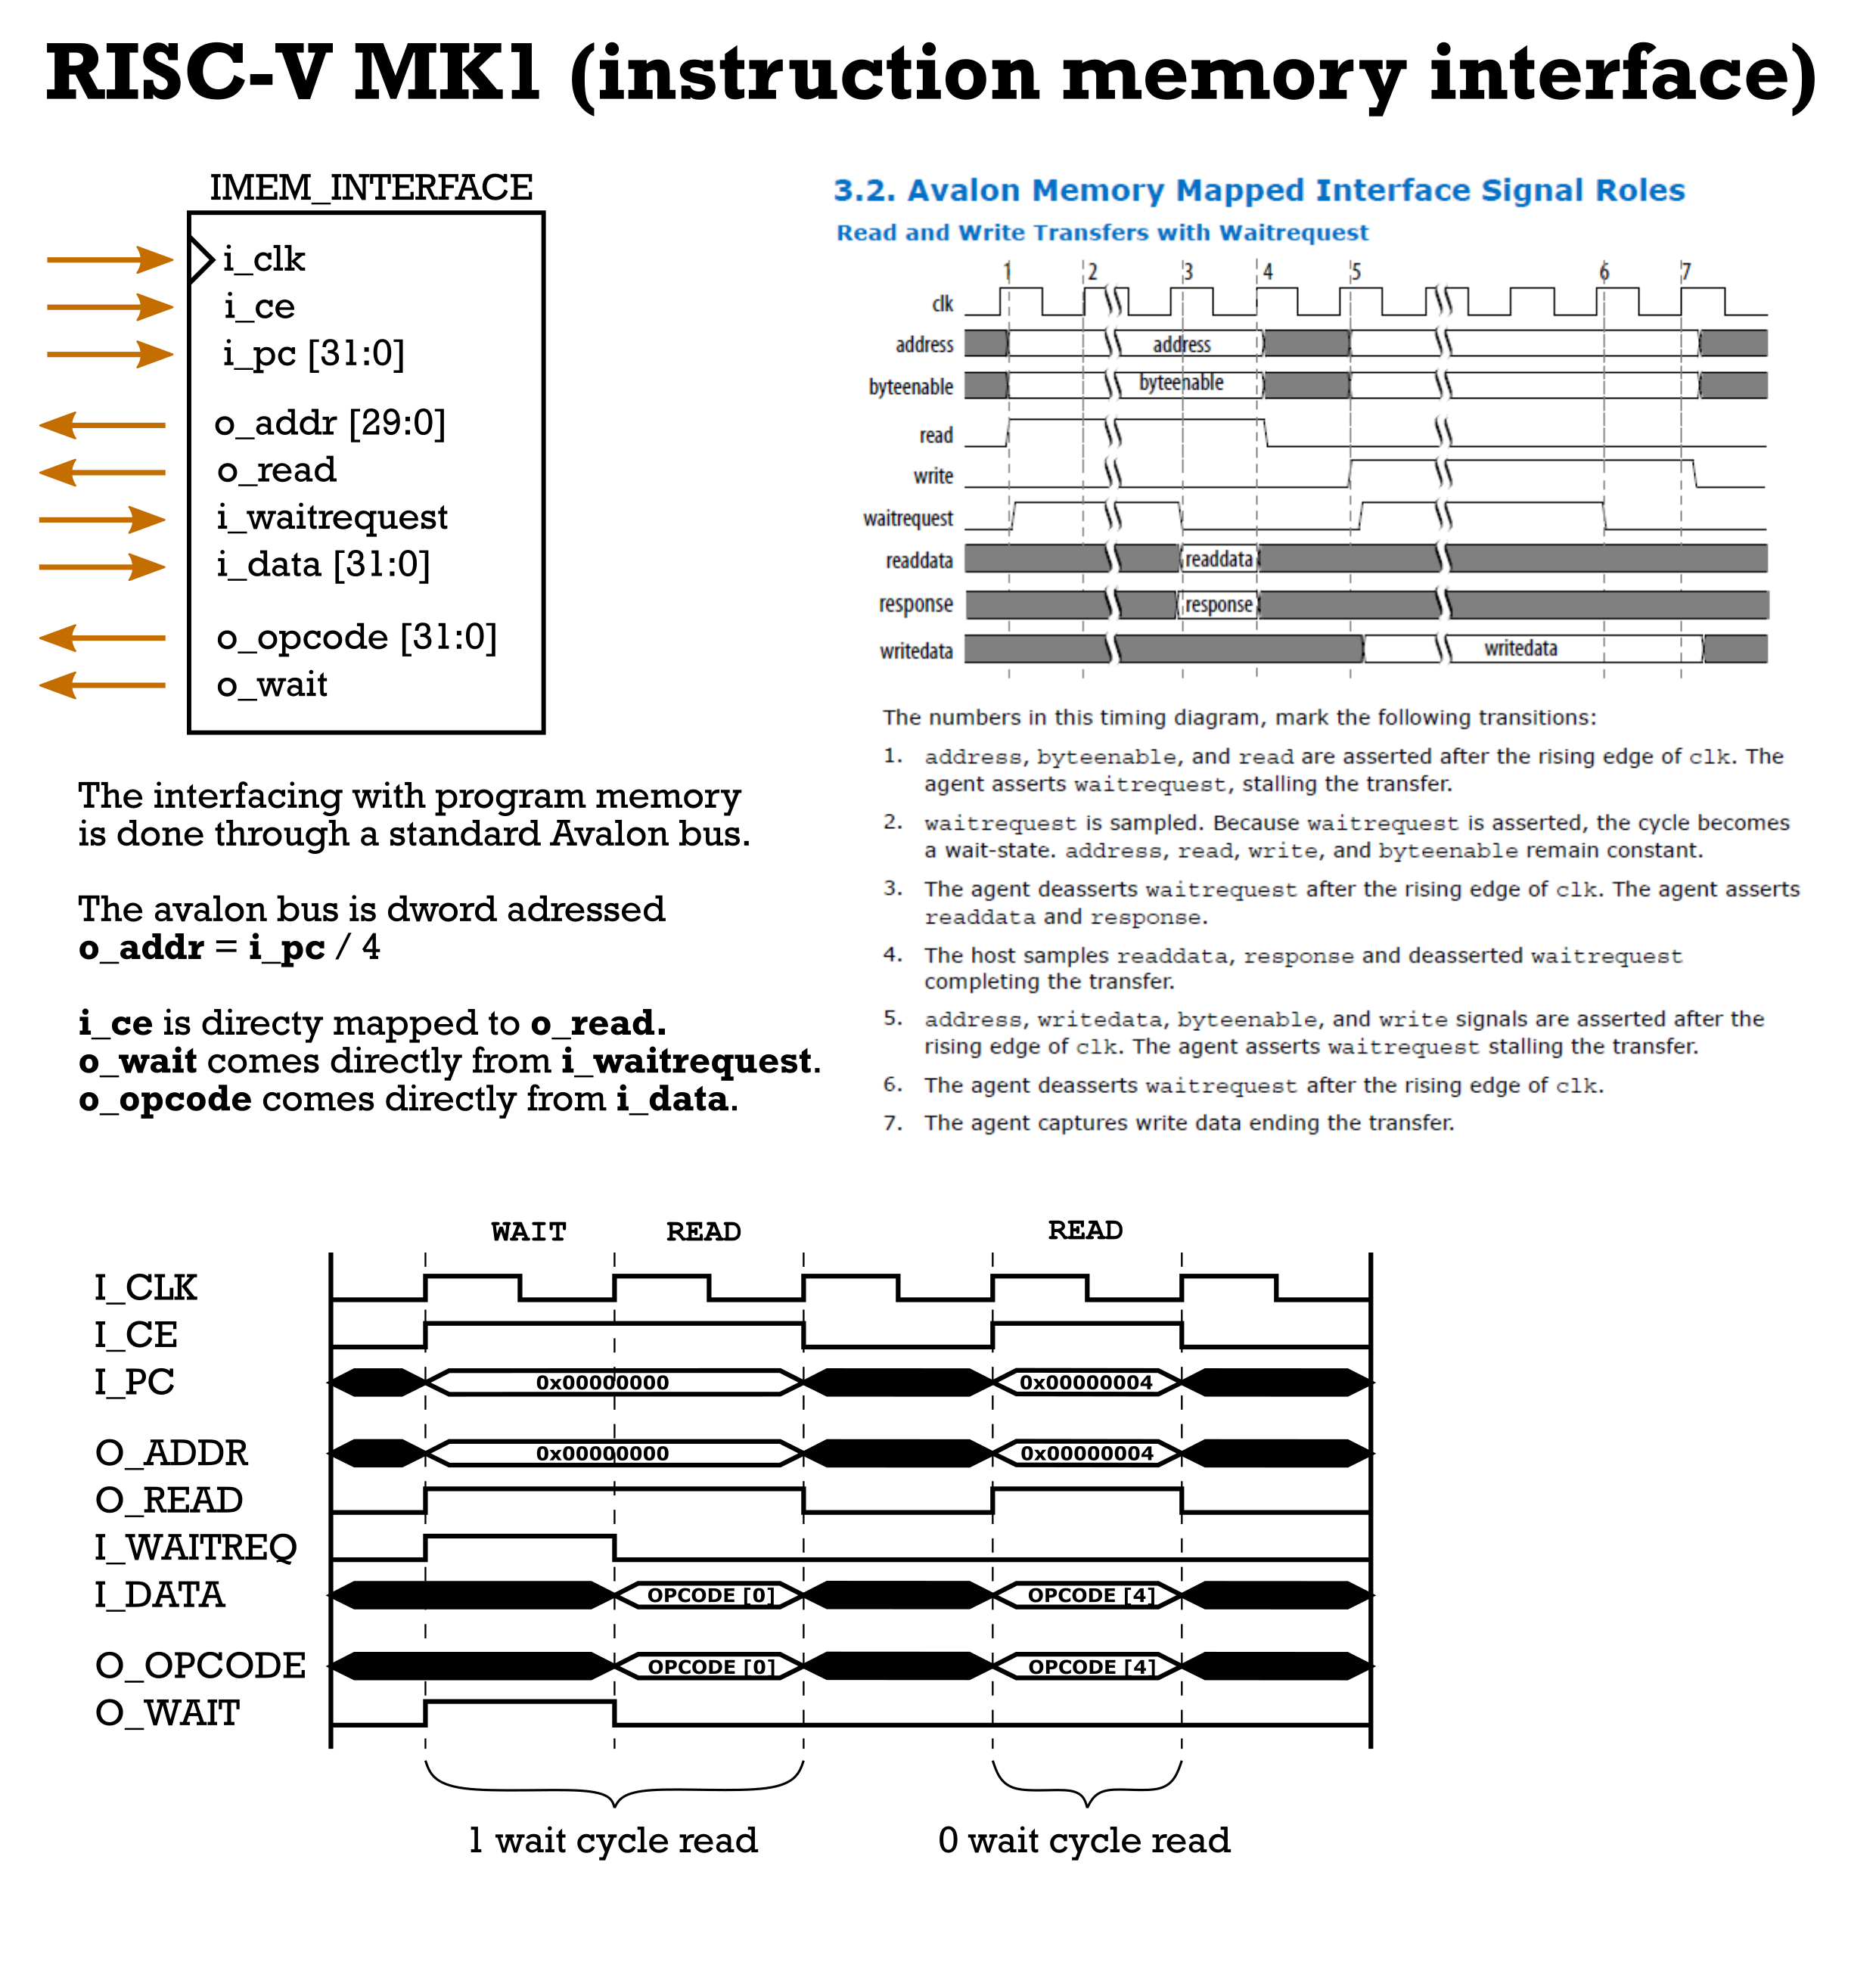 RISC-V MK1 (instruction memory interface)
IMEM_INTERFACE
i_clk
i_ce
i_pc [31:0]
o_addr [29:0]
o_read
i_waitrequest
i_data [31:0]
o_opcode [31:0]
o_wait
The interfacing with program memory
is done through a standard Avalon bus.
The avalon bus is dword adressed
o_addr = i_pc / 4
i_ce is directy mapped to o_read.
o_wait comes directly from i_waitrequest.
o_opcode comes directly from i_data.
3.2. Avalon Memory Mapped Interface Signal Roles
Read and Write Transfers with Waitrequest
1 2 3 4 5 6 7
clk
address address
byteenable byteenable
read
write
waitrequest
readdata readdata
response response
writedata writedata
The numbers in this timing diagram, mark the following transitions:
1. address, byteenable, and read are asserted after the rising edge of clk. The
agent asserts waitrequest, stalling the transfer.
2. waitrequest is sampled. Because waitrequest is asserted, the cycle becomes
a wait-state. address, read, write, and byteenable remain constant.
3. The agent deasserts waitrequest after the rising edge of clk. The agent asserts
readdata and response.
4. The host samples readdata, response and deasserted waitrequest
completing the transfer.
5. address, writedata, byteenable, and write signals are asserted after the
rising edge of clk. The agent asserts waitrequest stalling the transfer.
6. The agent deasserts waitrequest after the rising edge of clk.
7. The agent captures write data ending the transfer.
WAIT READ READ
I_CLK
I_CE
I_PC 0x00000000 0x00000004
O_ADDR 0x00000000 0x00000004
O_READ
I_WAITREQ
I_DATA OPCODE [0] OPCODE [4]
O_OPCODE OPCODE [0] OPCODE [4]
O_WAIT
1 wait cycle read 0 wait cycle read